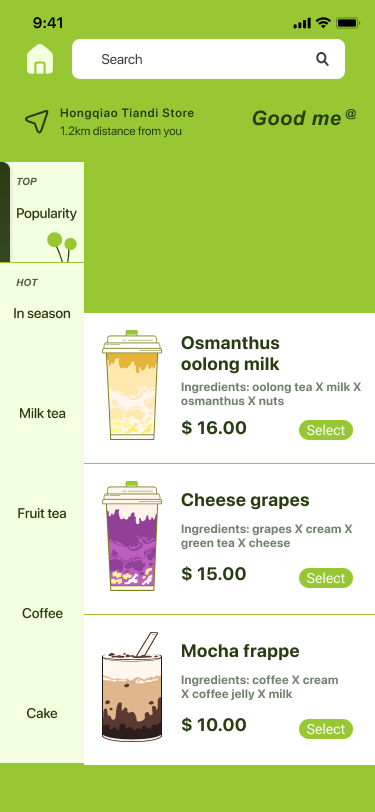 9:41
Search
Hongqiao Tiandi Store
1.2km distance from you
Good me @
TOP
Popularity
HOT
In season
Milk tea
Fruit tea
Coffee
Cake
Osmanthus
oolong milk
Ingredients: oolong tea X milk X
osmanthus X nuts
$ 16.00
Select
Cheese grapes
Ingredients: grapes X cream X
green tea X cheese
$ 15.00
Select
Mocha frappe
Ingredients: coffee X cream
X coffee jelly X milk
$ 10.00
Select